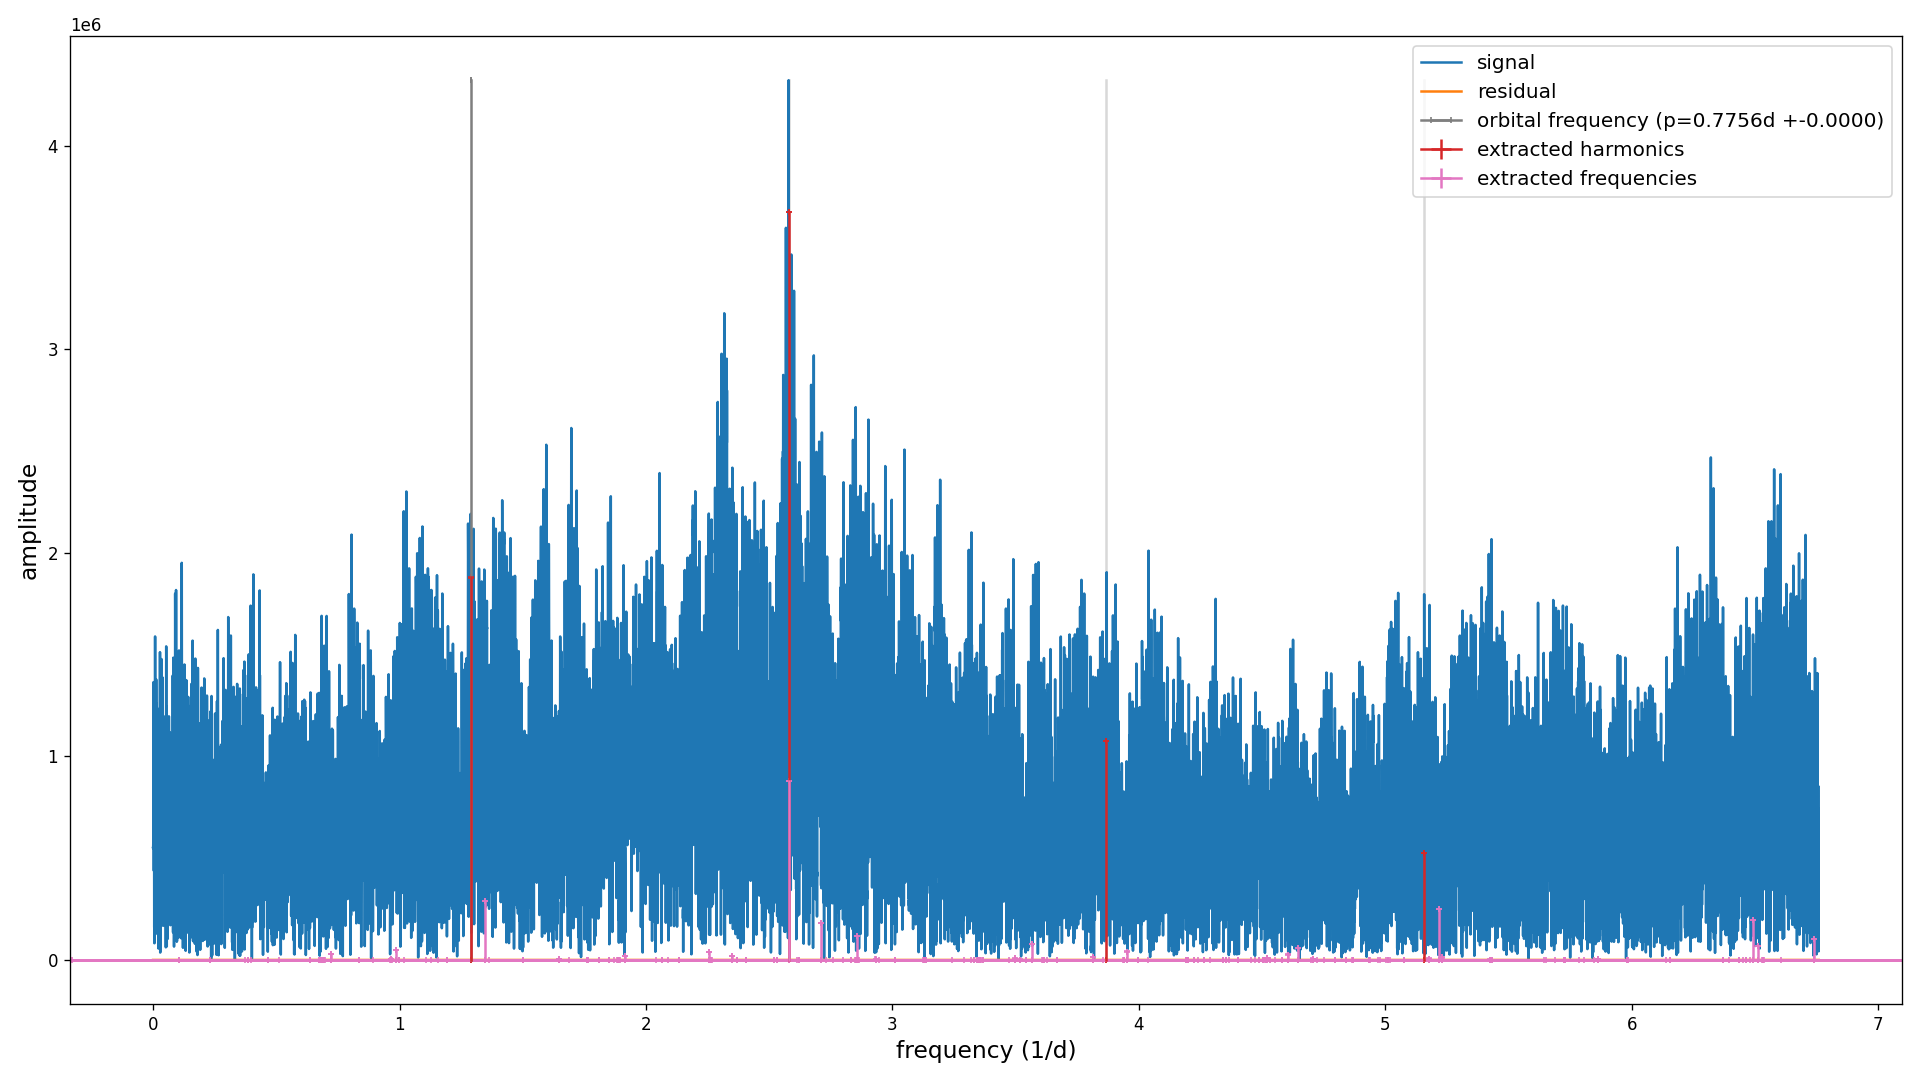 1e6
signal
residual
orbital frequency (p=0.7756d +-0.0000)
extracted harmonics
extracted frequencies
4
3
2
1
0
amplitude
0 1 2 3 4 5 6 7
frequency (1/d)